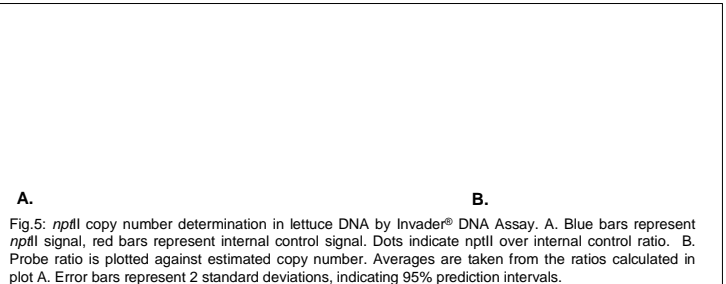 A. B.
Fig.5: nptII copy number determination in lettuce DNA by Invader® DNA Assay. A. Blue bars represent
nptII signal, red bars represent internal control signal. Dots indicate nptII over internal control ratio. B.
Probe ratio is plotted against estimated copy number. Averages are taken from the ratios calculated in
plot A. Error bars represent 2 standard deviations, indicating 95% prediction intervals.